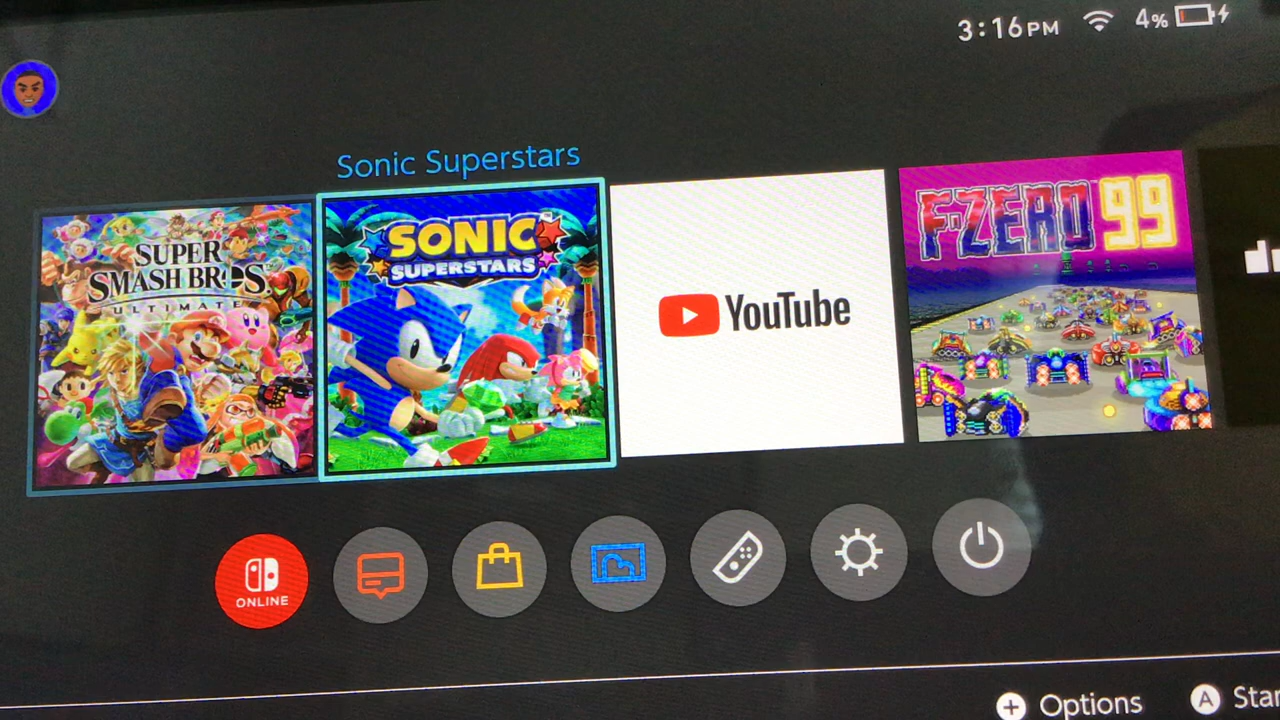 3:16PM 4%
Sonic Superstars
SUPER
SMASH BROS.
ULTIMATE
SONIC
SUPERSTARS
YouTube
F-ZERO 99
ONLINE
+ Options
A